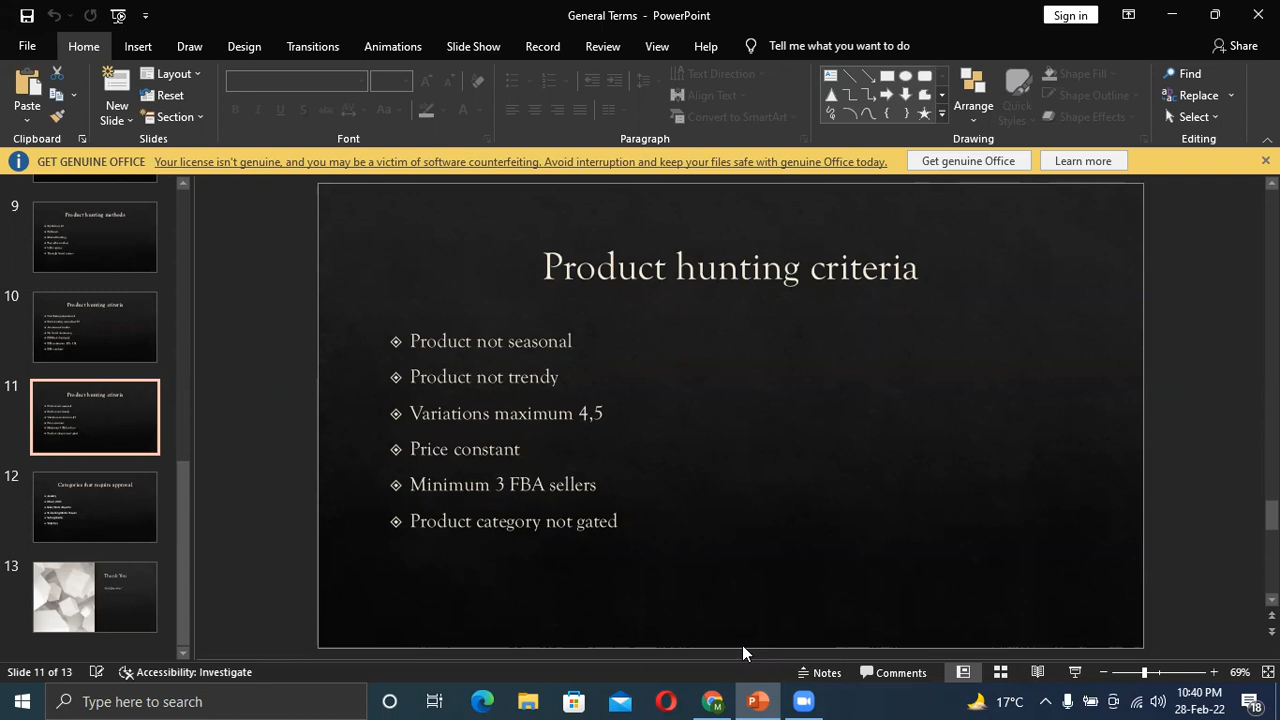 General Terms - PowerPoint
Sign in
File Home Insert Draw Design Transitions Animations Slide Show Record Review View Help Tell me what you want to do Share
Paste
New Slide
Layout
Reset
Section
Text Direction
Align Text
Convert to SmartArt
Arrange
Quick Styles
Shape Fill
Shape Outline
Shape Effects
Find
Replace
Select
Clipboard Slides Font Paragraph Drawing Editing
GET GENUINE OFFICE Your license isn't genuine, and you may be a victim of software counterfeiting. Avoid interruption and keep your files safe with genuine Office today. Get genuine Office Learn more
9
Product hunting methods
10
Product hunting criteria
11
Product hunting criteria
12
Categories that require approval
13
Thank You
Product hunting criteria
Product not seasonal
Product not trendy
Variations maximum 4,5
Price constant
Minimum 3 FBA sellers
Product category not gated
Slide 11 of 13 Accessibility: Investigate Notes Comments 69%
Type here to search
17°C
10:40 PM
28-Feb-22
18